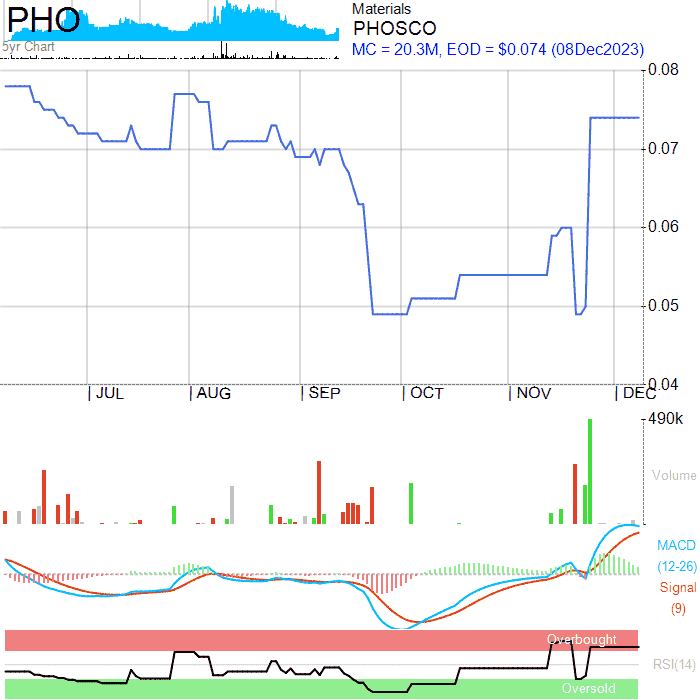 PHO
5yr Chart
Materials
PHOSCO
MC = 20.3M, EOD = $0.074 (08Dec2023)
0.08
0.07
0.06
0.05
0.04
JUL AUG SEP OCT NOV DEC
490k
Volume
MACD
(12-26)
Signal
(9)
Overbought
RSI(14)
Oversold